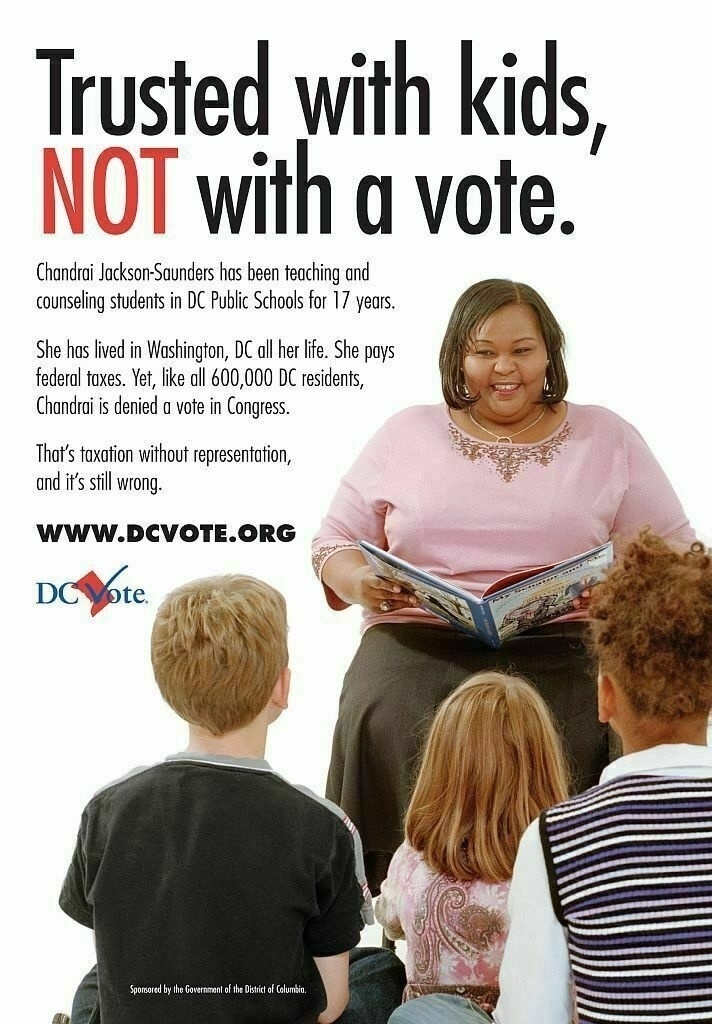 Trusted with kids,
NOT with a vote.
Chandrai Jackson-Saunders has been teaching and
counseling students in DC Public Schools for 17 years.
She has lived in Washington, DC all her life. She pays
federal taxes. Yet, like all 600,000 DC residents,
Chandrai is denied a vote in Congress.
That's taxation without representation,
and it's still wrong.
WWW.DCVOTE.ORG
DC Vote
MY Senator and
Sponsored by the Government of the District of Columbia.